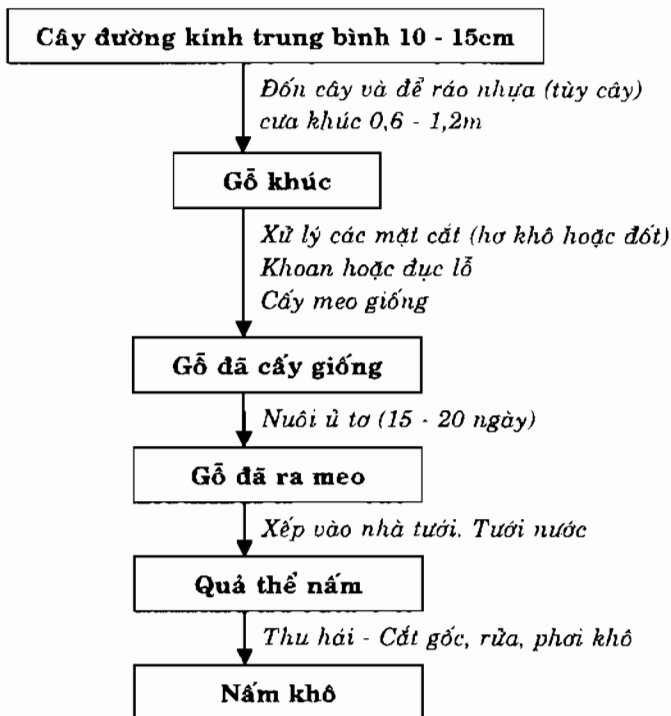 Cây đường kính trung bình 10 - 15cm
Đốn cây và để ráo nhựa (tùy cây)
cưa khúc 0,6 - 1,2m
Gỗ khúc
Xử lý các mặt cắt (hơ khô hoặc đốt)
Khoan hoặc đục lỗ
Cấy meo giống
Gỗ đã cấy giống
Nuôi ủ tơ (15 - 20 ngày)
Gỗ đã ra meo
Xếp vào nhà tưới. Tưới nước
Quả thể nấm
Thu hái - Cắt gốc, rửa, phơi khô
Nấm khô